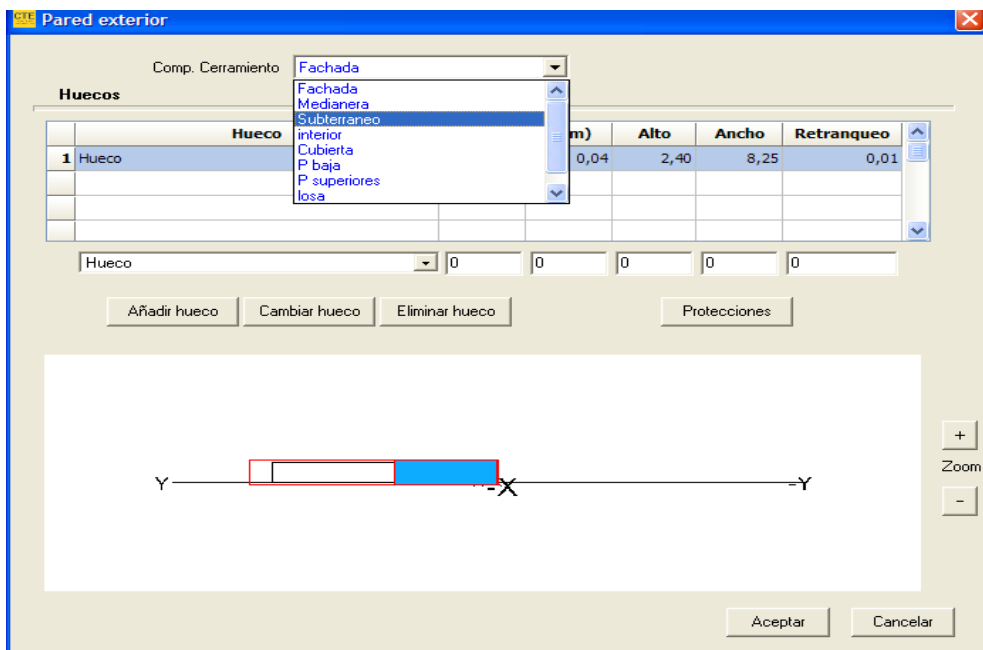 CTE Pared exterior
Comp. Cerramiento Fachada
Fachada
Medianera
Subterraneo
interior
Cubierta
P baja
P superiores
losa
Huecos
Hueco m) Alto Ancho Retranqueo
1 Hueco 0,04 2,40 8,25 0,01
Hueco 0 0 0 0 0
Añadir hueco Cambiar hueco Eliminar hueco Protecciones
+
Zoom
-
Y -X -Y
Aceptar Cancelar